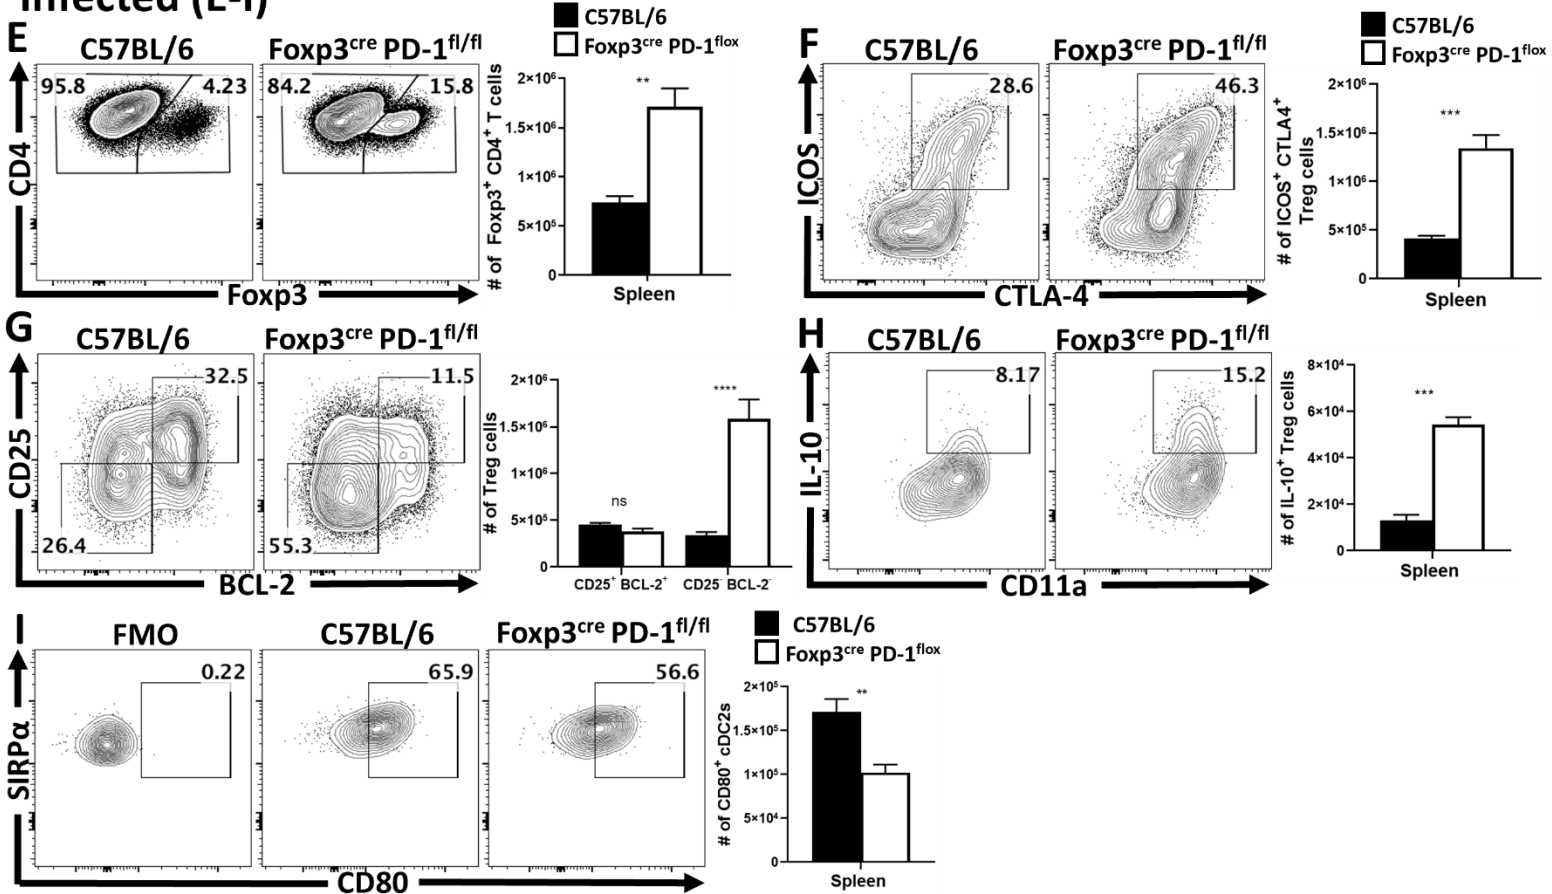 Infected (E-I)
E
C57BL/6
Foxp3ᶜʳᵉ PD-1ᶠˡ/ᶠˡ
95.8
4.23
84.2
15.8
CD4
Foxp3
C57BL/6
Foxp3ᶜʳᵉ PD-1ᶠˡᵒˣ
# of Foxp3⁺ CD4⁺ T cells
2×10⁶
1.5×10⁶
1×10⁶
5×10⁵
0
**
Spleen
F
C57BL/6
Foxp3ᶜʳᵉ PD-1ᶠˡ/ᶠˡ
28.6
46.3
ICOS
CTLA-4
C57BL/6
Foxp3ᶜʳᵉ PD-1ᶠˡᵒˣ
# of ICOS⁺ CTLA4⁺
Treg cells
2×10⁶
1.5×10⁶
1×10⁶
5×10⁵
0
***
Spleen
G
C57BL/6
Foxp3ᶜʳᵉ PD-1ᶠˡ/ᶠˡ
32.5
26.4
11.5
55.3
CD25
BCL-2
# of Treg cells
2×10⁶
1.5×10⁶
1×10⁶
5×10⁵
0
ns
****
CD25⁺ BCL-2⁺
CD25⁻ BCL-2⁻
H
C57BL/6
Foxp3ᶜʳᵉ PD-1ᶠˡ/ᶠˡ
8.17
15.2
IL-10
CD11a
# of IL-10⁺ Treg cells
8×10⁴
6×10⁴
4×10⁴
2×10⁴
0
***
Spleen
I
FMO
C57BL/6
Foxp3ᶜʳᵉ PD-1ᶠˡ/ᶠˡ
0.22
65.9
56.6
SIRPα
CD80
C57BL/6
Foxp3ᶜʳᵉ PD-1ᶠˡᵒˣ
# of CD80⁺ cDC2s
2×10⁵
1.5×10⁵
1×10⁵
5×10⁴
0
**
Spleen